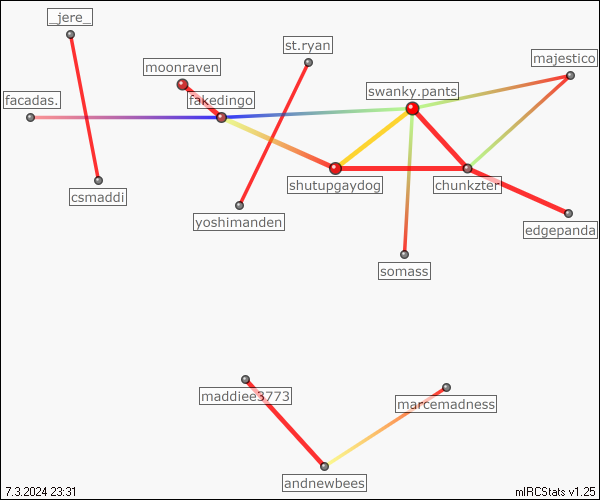 _jere_
st.ryan
majestico
moonraven
swanky.pants
facadas.
fakedingo
shutupgaydog
chunkzter
csmaddi
yoshimanden
edgepanda
somass
maddiee3773
marcemadness
andnewbees
7.3.2024 23:31
mIRCStats v1.25